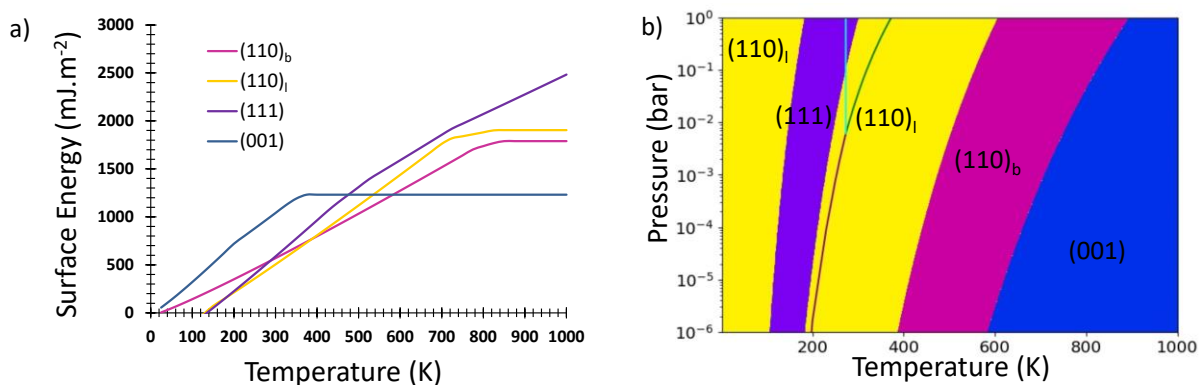 a)
Surface Energy (mJ.m-2)
3000
2500
2000
1500
1000
500
0
(110)b
(110)l
(111)
(001)
0 100 200 300 400 500 600 700 800 900 1000
Temperature (K)
b)
Pressure (bar)
10⁰
10⁻¹
10⁻²
10⁻³
10⁻⁴
10⁻⁵
10⁻⁶
(110)l
(111)
(110)l
(110)b
(001)
200 400 600 800 1000
Temperature (K)